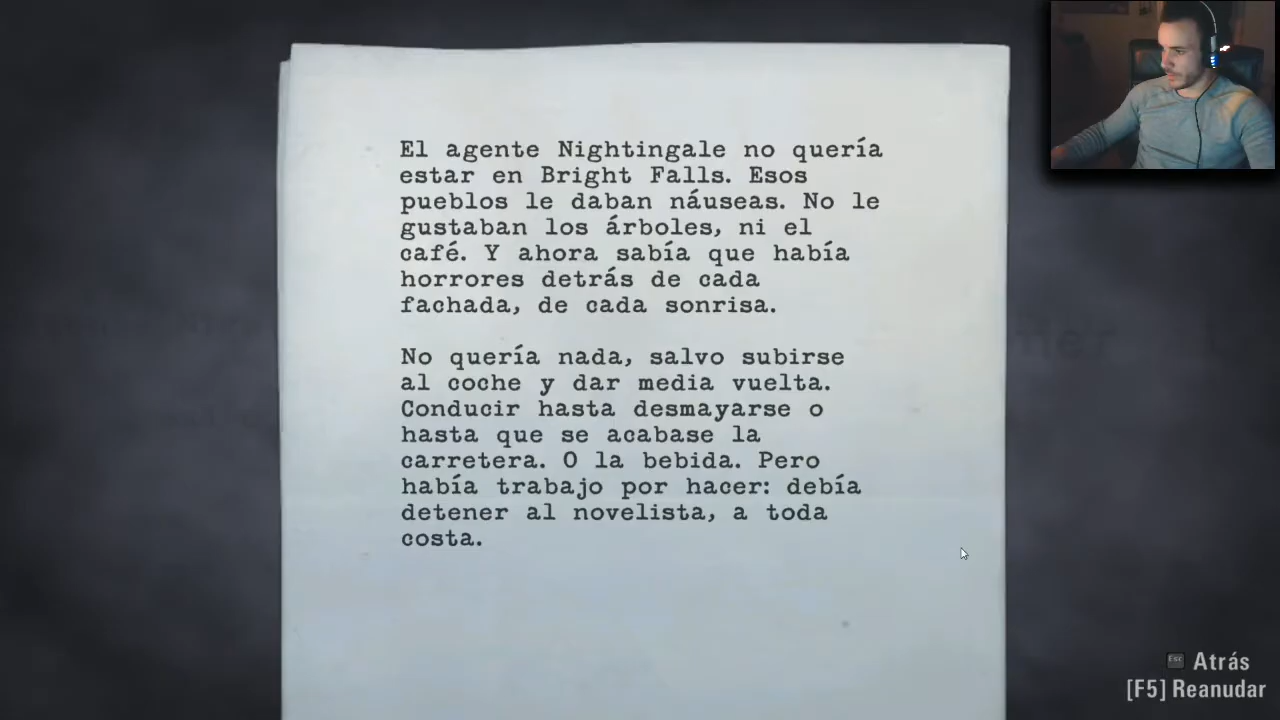 El agente Nightingale no quería
estar en Bright Falls. Esos
pueblos le daban náuseas. No le
gustaban los árboles, ni el
café. Y ahora sabía que había
horrores detrás de cada
fachada, de cada sonrisa.
No quería nada, salvo subirse
al coche y dar media vuelta.
Conducir hasta desmayarse o
hasta que se acabase la
carretera. O la bebida. Pero
había trabajo por hacer: debía
detener al novelista, a toda
costa.
Esc Atrás
[F5] Reanudar